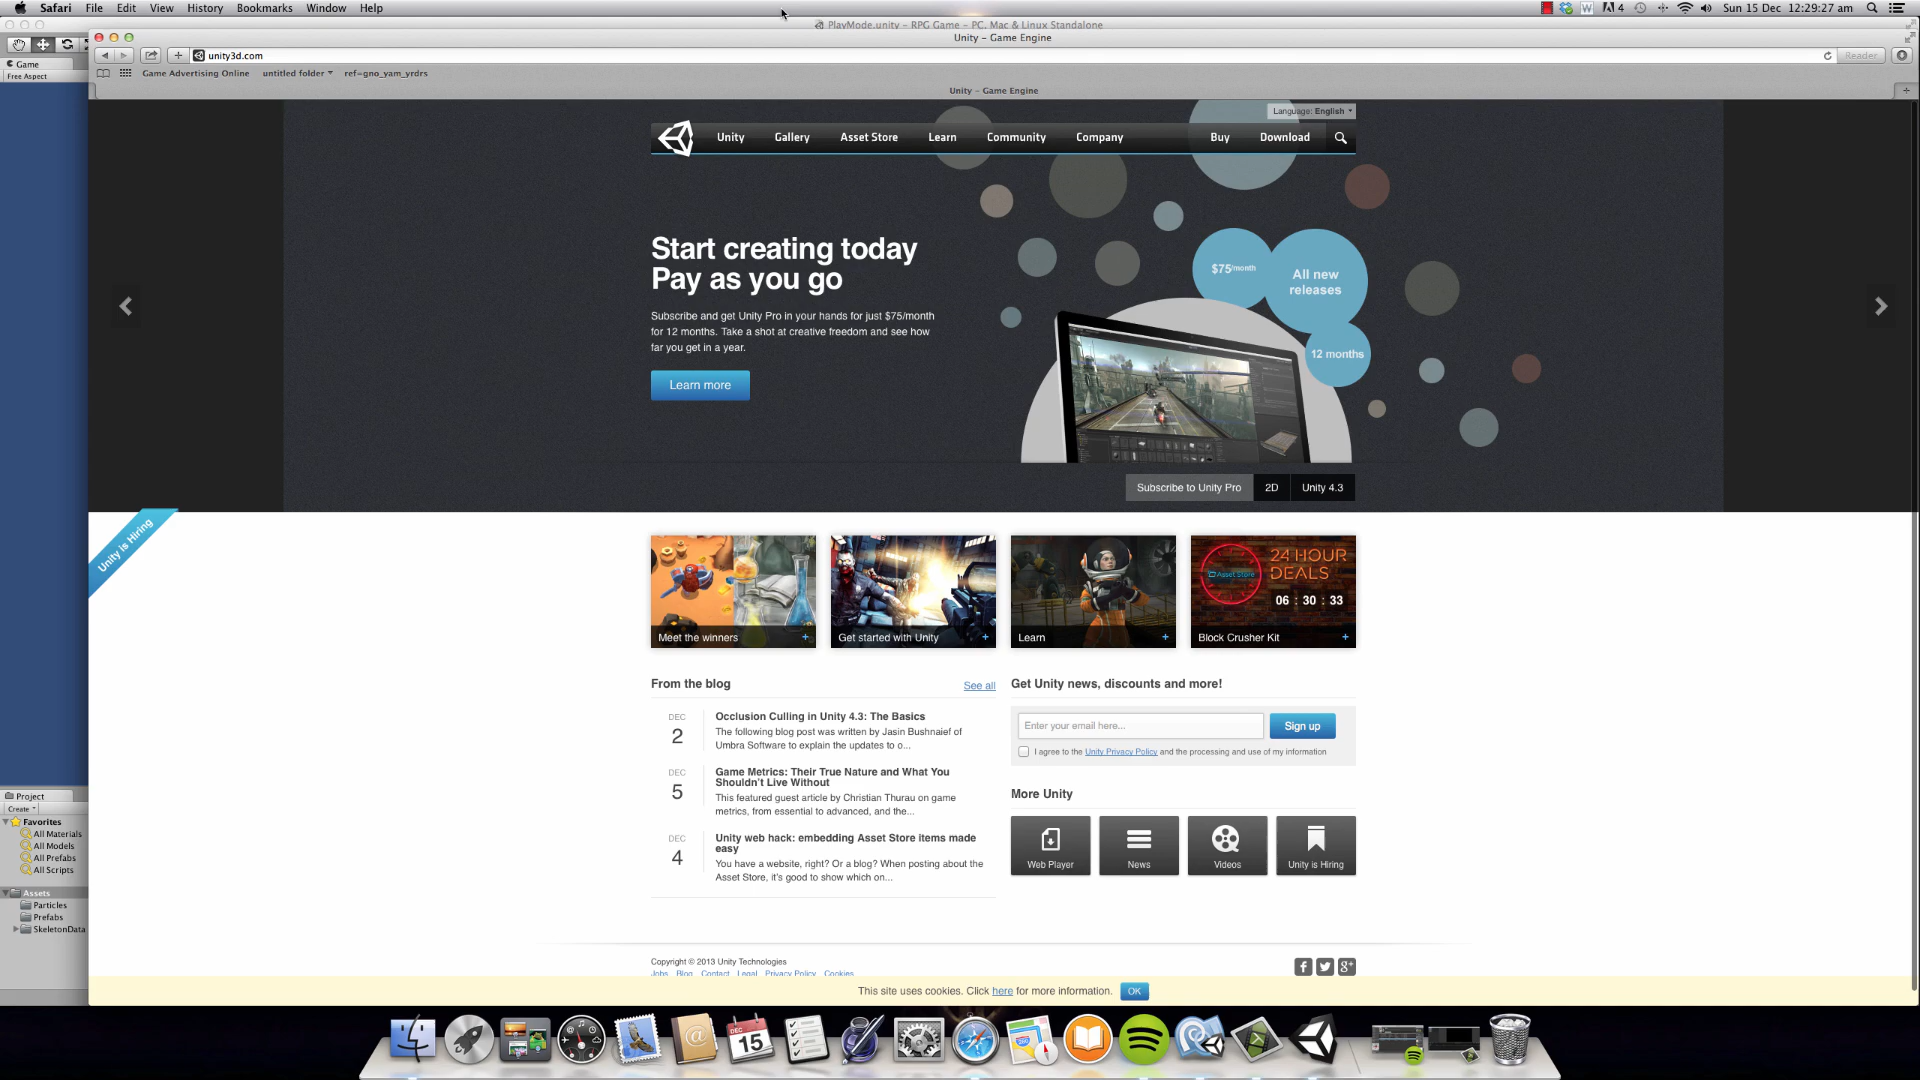 Safari File Edit View History Bookmarks Window Help
4 Sun 15 Dec 12:29:27 am
PlayMode.unity – RPG Game – PC, Mac & Linux Standalone
Unity – Game Engine
unity3d.com
Reader
Game Advertising Online untitled folder ref=gno_yam_yrdrs
Unity – Game Engine
Game
Free Aspect
Language: English
Unity Gallery Asset Store Learn Community Company Buy Download
Start creating today
Pay as you go
Subscribe and get Unity Pro in your hands for just $75/month
for 12 months. Take a shot at creative freedom and see how
far you get in a year.
Learn more
$75/month
All new
releases
12 months
Subscribe to Unity Pro 2D Unity 4.3
Unity is Hiring
Meet the winners +
Get started with Unity +
Learn +
Asset Store
24 HOUR
DEALS
06 : 30 : 33
Block Crusher Kit +
From the blog See all
DEC
2
Occlusion Culling in Unity 4.3: The Basics
The following blog post was written by Jasin Bushnaief of
Umbra Software to explain the updates to o...
DEC
5
Game Metrics: Their True Nature and What You
Shouldn't Live Without
This featured guest article by Christian Thurau on game
metrics, from essential to advanced, and the...
DEC
4
Unity web hack: embedding Asset Store items made
easy
You have a website, right? Or a blog? When posting about the
Asset Store, it's good to show which on...
Get Unity news, discounts and more!
Enter your email here...
Sign up
I agree to the Unity Privacy Policy and the processing and use of my information
More Unity
Web Player News Videos Unity is Hiring
Copyright © 2013 Unity Technologies
Jobs Blog Contact Legal Privacy Policy Cookies
This site uses cookies. Click here for more information. OK
Project
Create
Favorites
All Materials
All Models
All Prefabs
All Scripts
Assets
Particles
Prefabs
SkeletonData
DEC
15